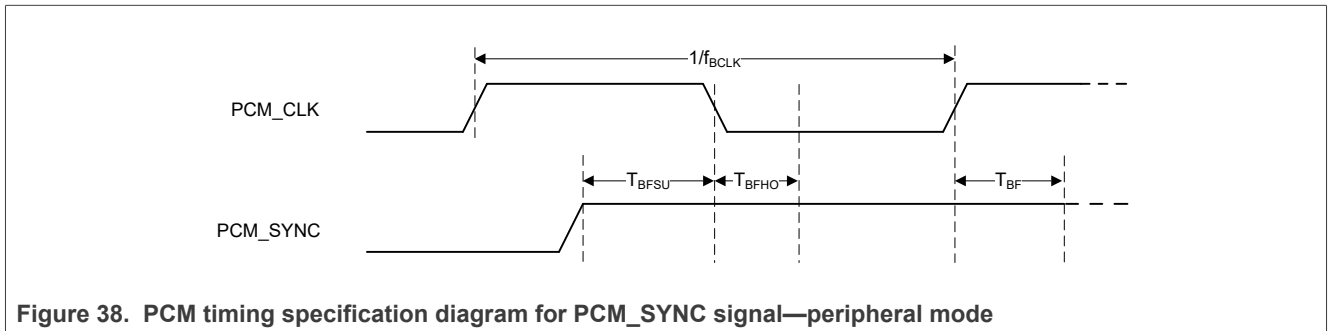 1/fBCLK
PCM_CLK
TBFSU
TBFHO
TBF
PCM_SYNC
Figure 38. PCM timing specification diagram for PCM_SYNC signal—peripheral mode